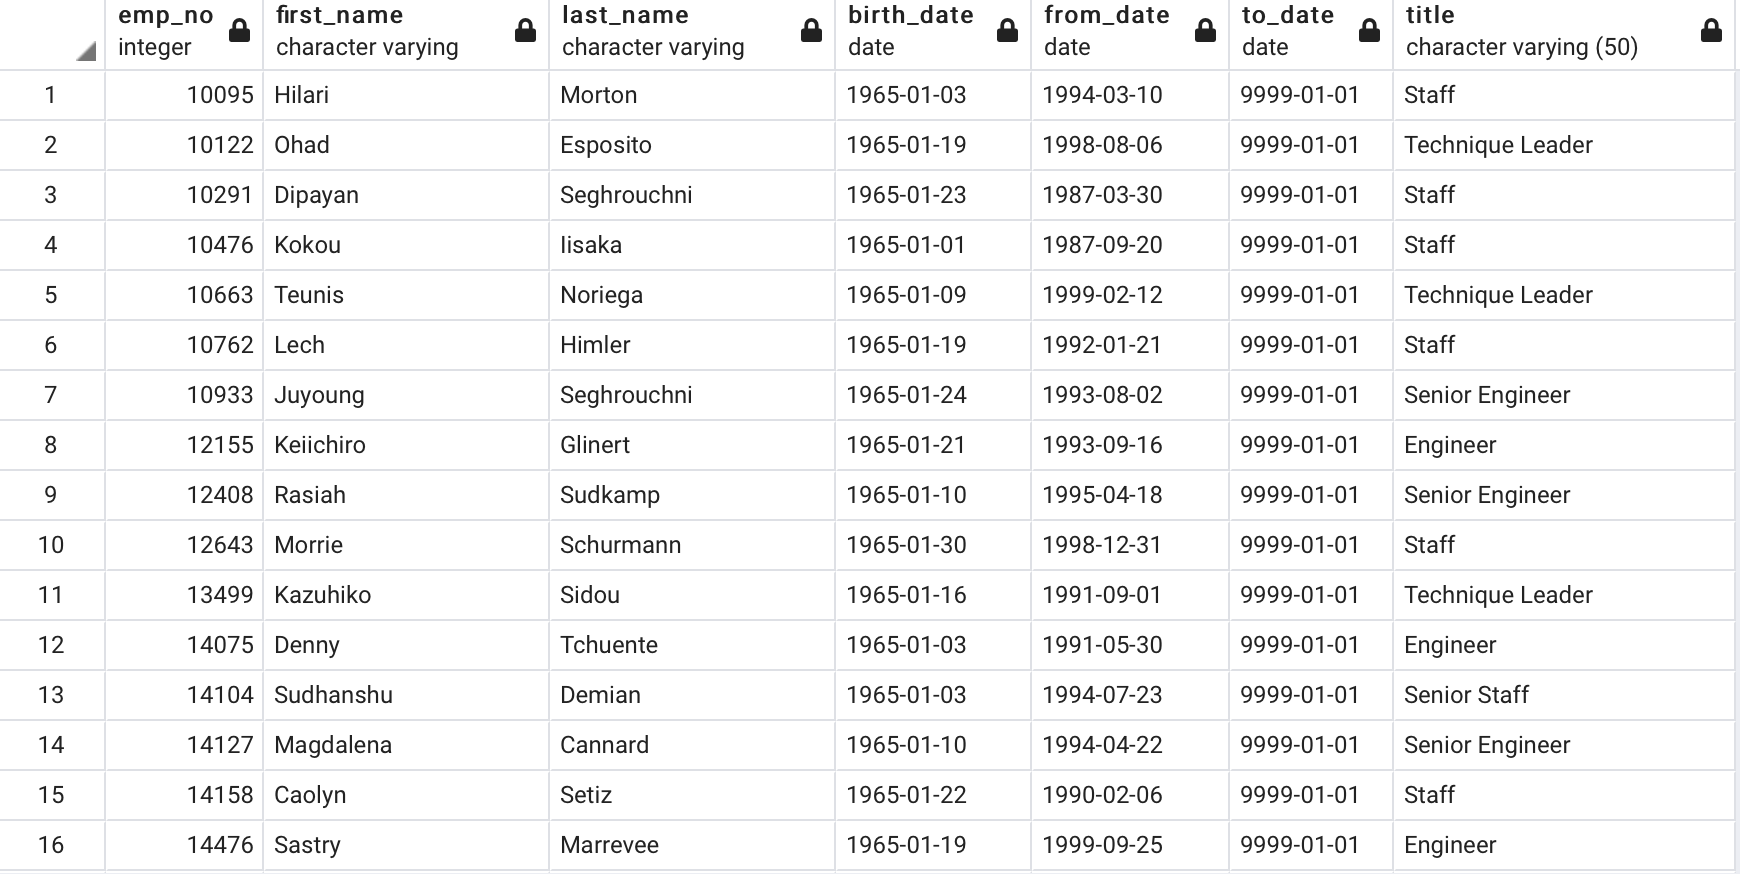 emp_no first_name last_name birth_date from_date to_date title
integer character varying character varying date date date character varying (50)
1 10095 Hilari Morton 1965-01-03 1994-03-10 9999-01-01 Staff
2 10122 Ohad Esposito 1965-01-19 1998-08-06 9999-01-01 Technique Leader
3 10291 Dipayan Seghrouchni 1965-01-23 1987-03-30 9999-01-01 Staff
4 10476 Kokou Iisaka 1965-01-01 1987-09-20 9999-01-01 Staff
5 10663 Teunis Noriega 1965-01-09 1999-02-12 9999-01-01 Technique Leader
6 10762 Lech Himler 1965-01-19 1992-01-21 9999-01-01 Staff
7 10933 Juyoung Seghrouchni 1965-01-24 1993-08-02 9999-01-01 Senior Engineer
8 12155 Keiichiro Glinert 1965-01-21 1993-09-16 9999-01-01 Engineer
9 12408 Rasiah Sudkamp 1965-01-10 1995-04-18 9999-01-01 Senior Engineer
10 12643 Morrie Schurmann 1965-01-30 1998-12-31 9999-01-01 Staff
11 13499 Kazuhiko Sidou 1965-01-16 1991-09-01 9999-01-01 Technique Leader
12 14075 Denny Tchuente 1965-01-03 1991-05-30 9999-01-01 Engineer
13 14104 Sudhanshu Demian 1965-01-03 1994-07-23 9999-01-01 Senior Staff
14 14127 Magdalena Cannard 1965-01-10 1994-04-22 9999-01-01 Senior Engineer
15 14158 Caolyn Setiz 1965-01-22 1990-02-06 9999-01-01 Staff
16 14476 Sastry Marrevee 1965-01-19 1999-09-25 9999-01-01 Engineer